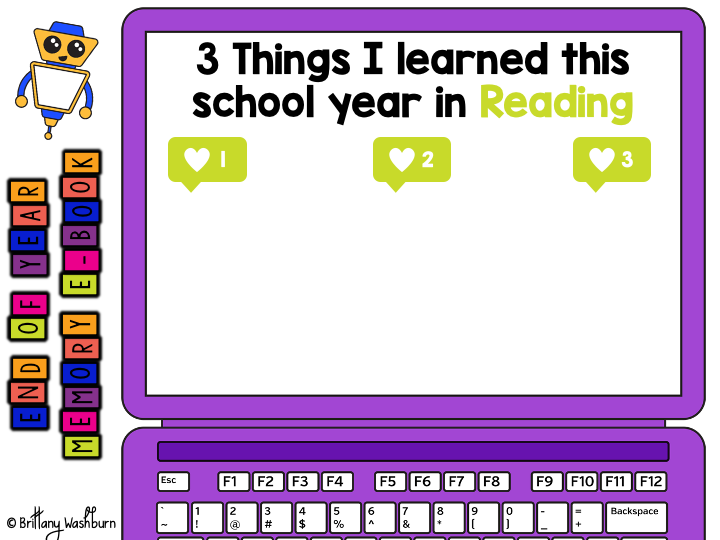 3 Things I learned this
school year in Reading
1 2 3
END OF YEAR
MEMORY E-BOOK
Esc F1 F2 F3 F4 F5 F6 F7 F8 F9 F10 F11 F12
` 1 2 3 4 5 6 7 8 9 0 - = Backspace
~ ! @ # $ % ^ & * [ ] _ +
© Brittany Washburn